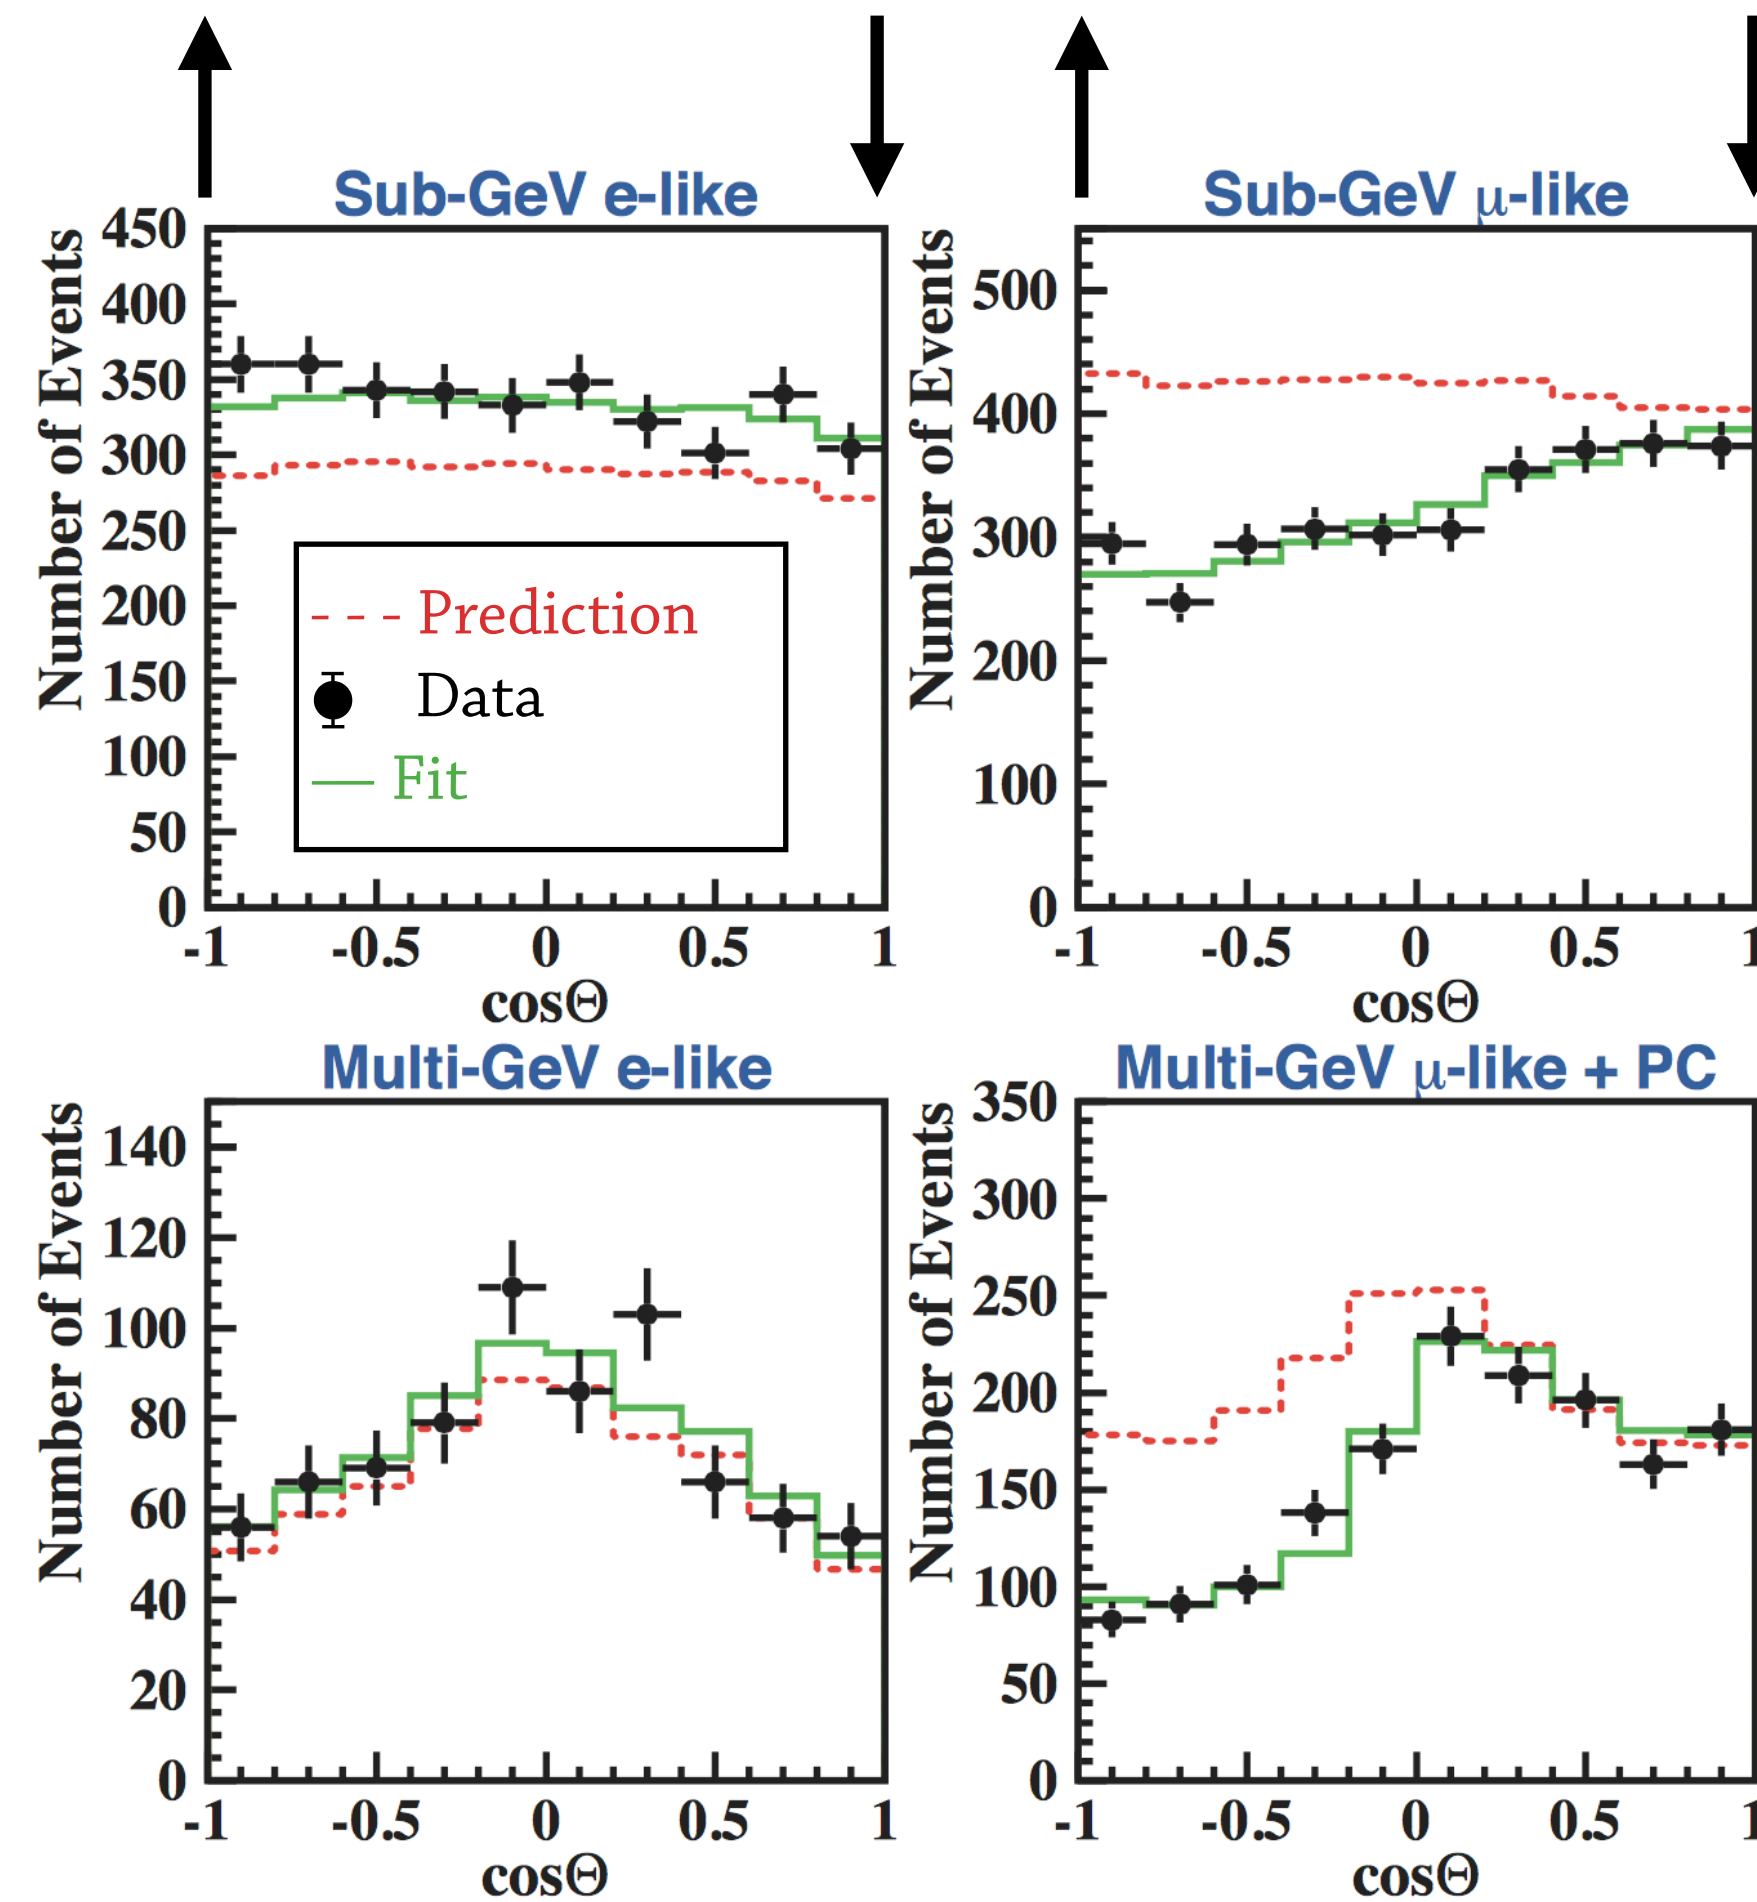 Sub-GeV e-like
Number of Events
450
400
350
300
250
200
150
100
50
0
Prediction
Data
Fit
-1 -0.5 0 0.5 1
cosΘ
Sub-GeV μ-like
Number of Events
500
400
300
200
100
0
-1 -0.5 0 0.5 1
cosΘ
Multi-GeV e-like
Number of Events
140
120
100
80
60
40
20
0
-1 -0.5 0 0.5 1
cosΘ
Multi-GeV μ-like + PC
Number of Events
350
300
250
200
150
100
50
0
-1 -0.5 0 0.5 1
cosΘ